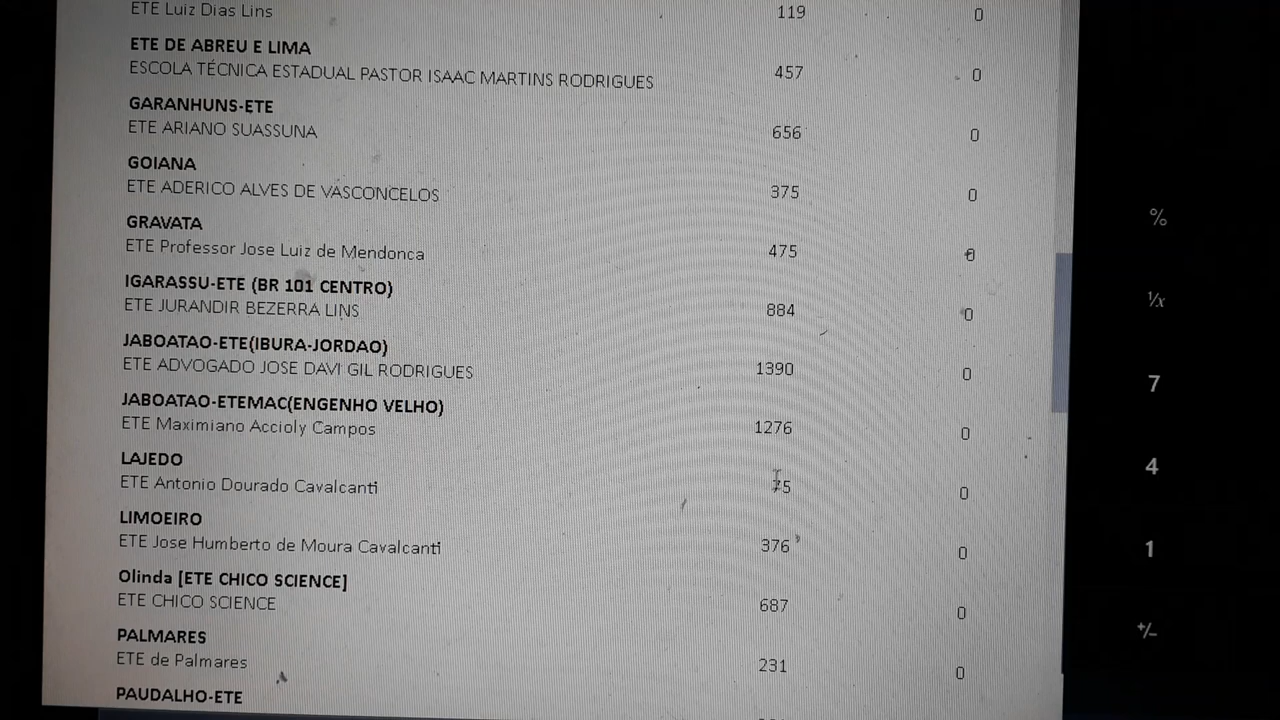 ETE Luiz Dias Lins 119 0
ETE DE ABREU E LIMA
ESCOLA TÉCNICA ESTADUAL PASTOR ISAAC MARTINS RODRIGUES 457 0
GARANHUNS-ETE
ETE ARIANO SUASSUNA 656 0
GOIANA
ETE ADERICO ALVES DE VASCONCELOS 375 0
GRAVATA
ETE Professor Jose Luiz de Mendonca 475 0
IGARASSU-ETE (BR 101 CENTRO)
ETE JURANDIR BEZERRA LINS 884 0
JABOATAO-ETE(IBURA-JORDAO)
ETE ADVOGADO JOSE DAVI GIL RODRIGUES 1390 0
JABOATAO-ETEMAC(ENGENHO VELHO)
ETE Maximiano Accioly Campos 1276 0
LAJEDO
ETE Antonio Dourado Cavalcanti 75 0
LIMOEIRO
ETE Jose Humberto de Moura Cavalcanti 376 0
Olinda [ETE CHICO SCIENCE]
ETE CHICO SCIENCE 687 0
PALMARES
ETE de Palmares 231 0
PAUDALHO-ETE
%
1/x
7
4
1
+/-